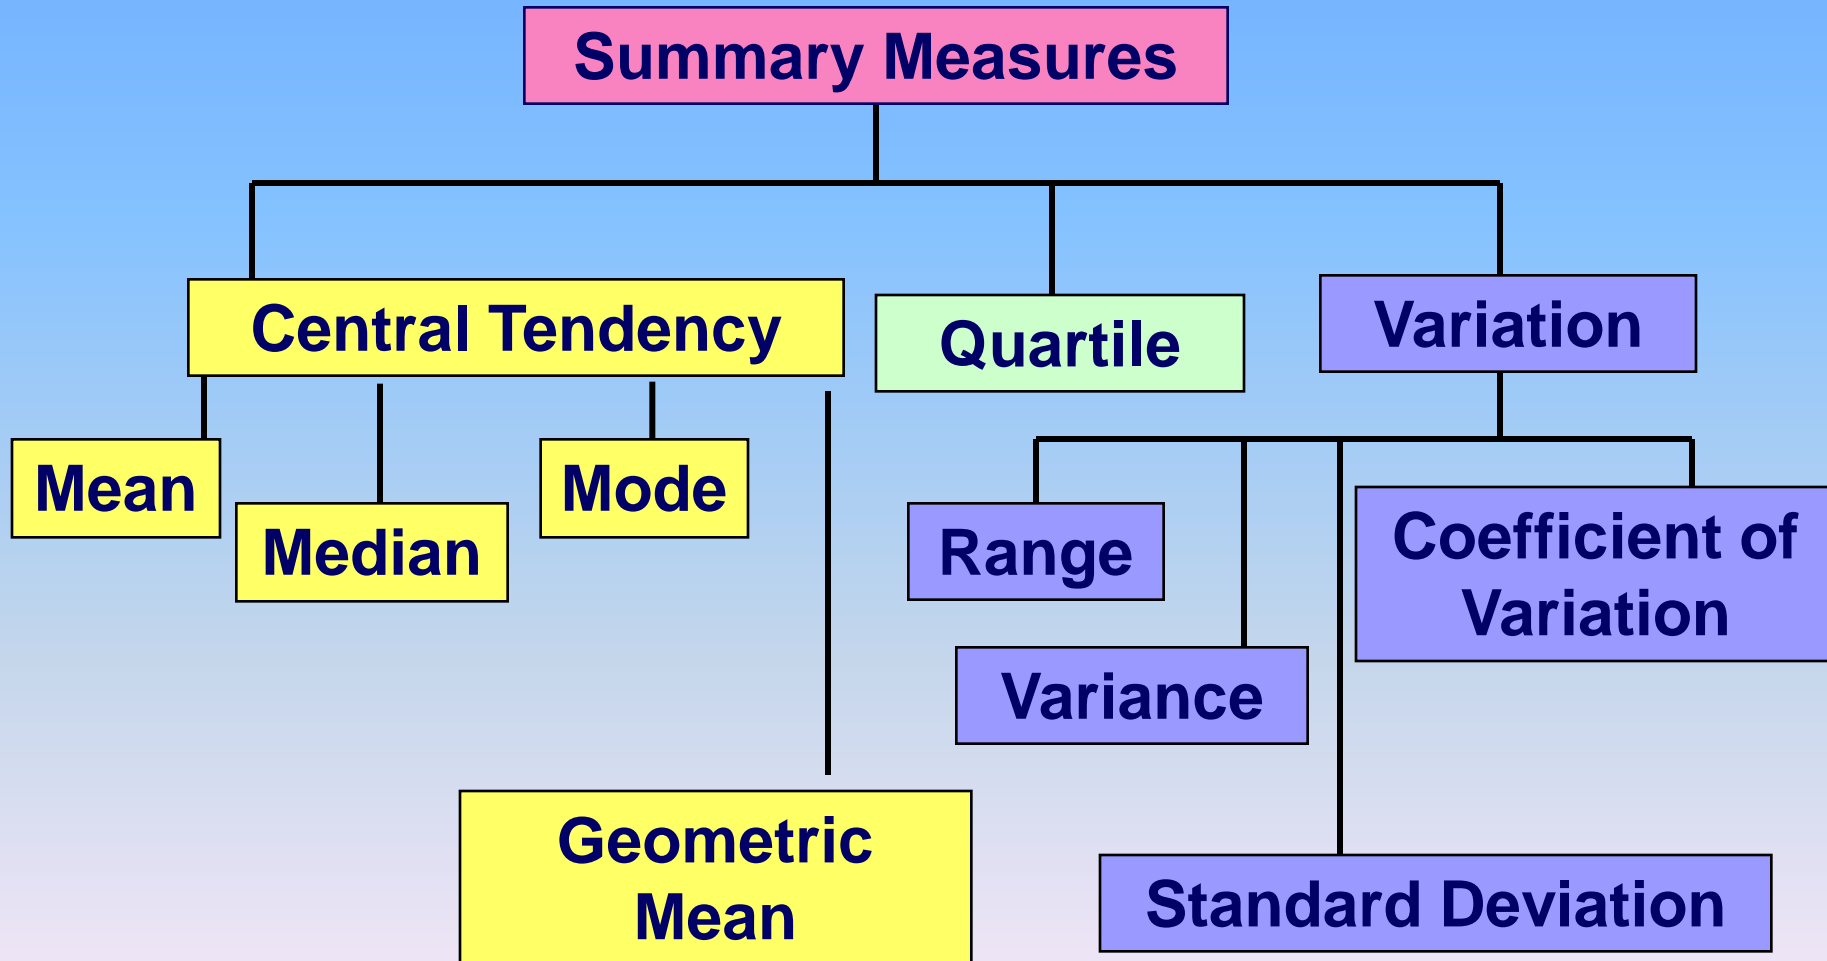 Summary Measures
Central Tendency
Quartile
Variation
Mean
Median
Mode
Range
Coefficient of
Variation
Variance
Geometric
Mean
Standard Deviation